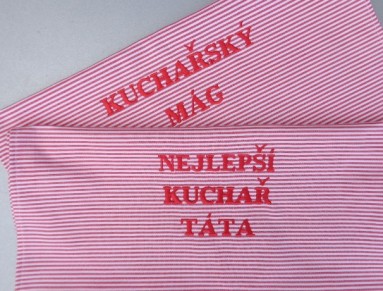 KUCHAŘSKÝ
MÁG
NEJLEPŠÍ
KUCHAŘ
TÁTA